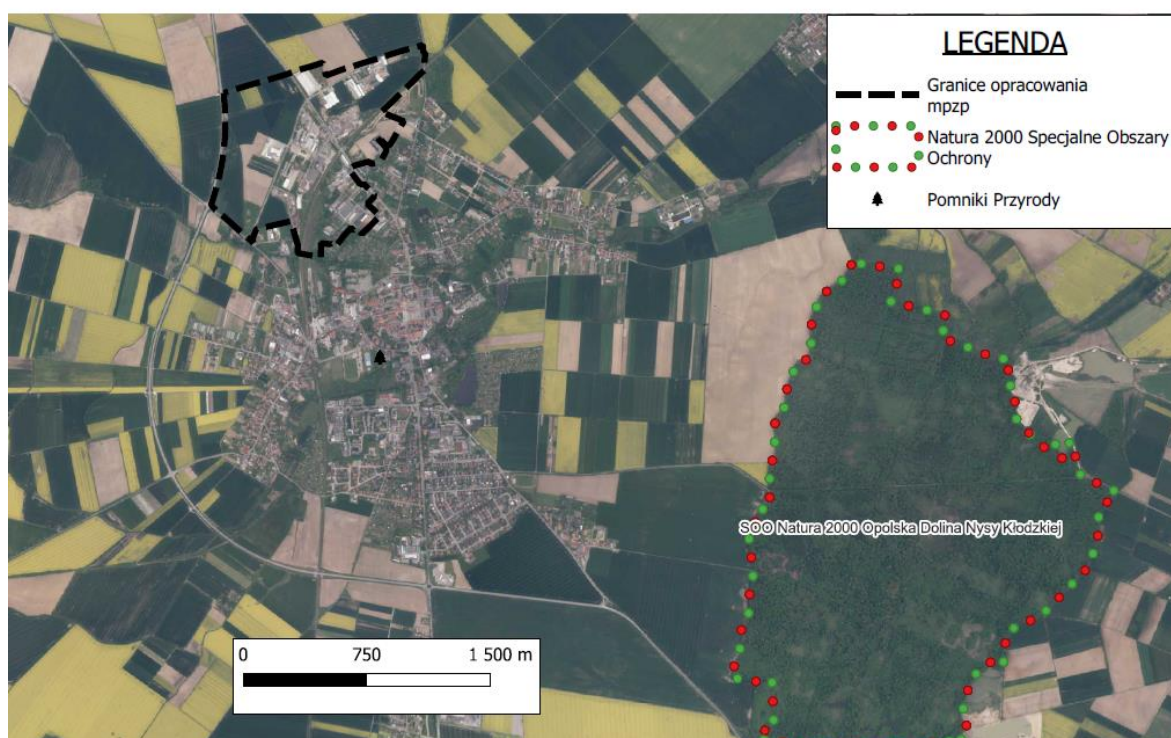 LEGENDA
Granice opracowania
mpzp
Natura 2000 Specjalne Obszary
Ochrony
Pomniki Przyrody
SOO Natura 2000 Opolska Dolina Nysy Kłodzkiej
0 750 1 500 m